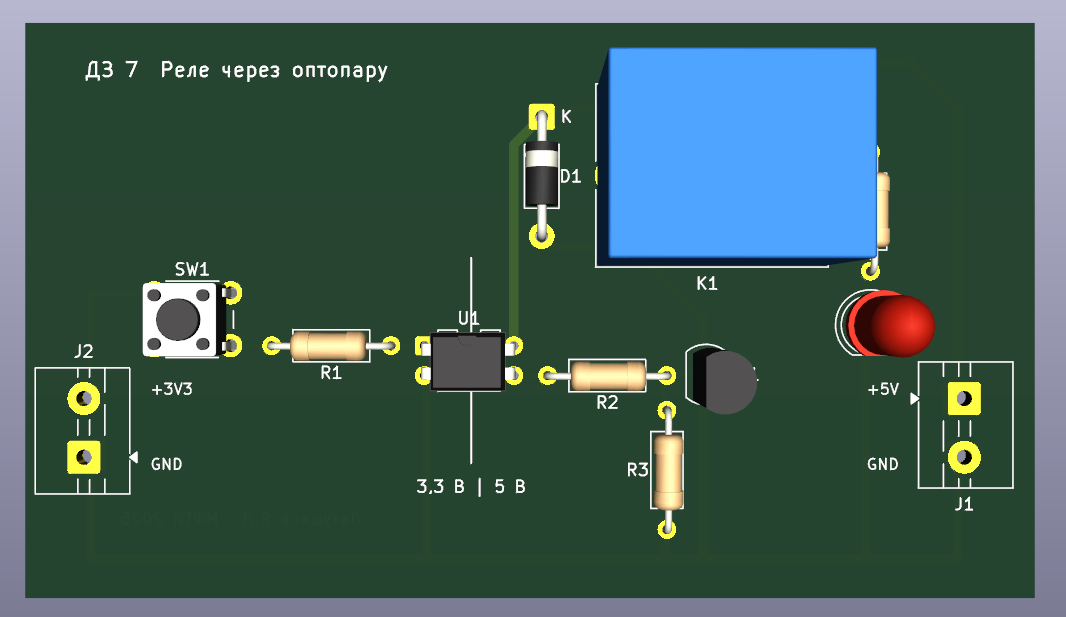 ДЗ 7 Реле через оптопару
K
D1
K1
SW1
U1
J2
R1
+3V3
R2
+5V
GND
R3
GND
3,3 В | 5 В
J1